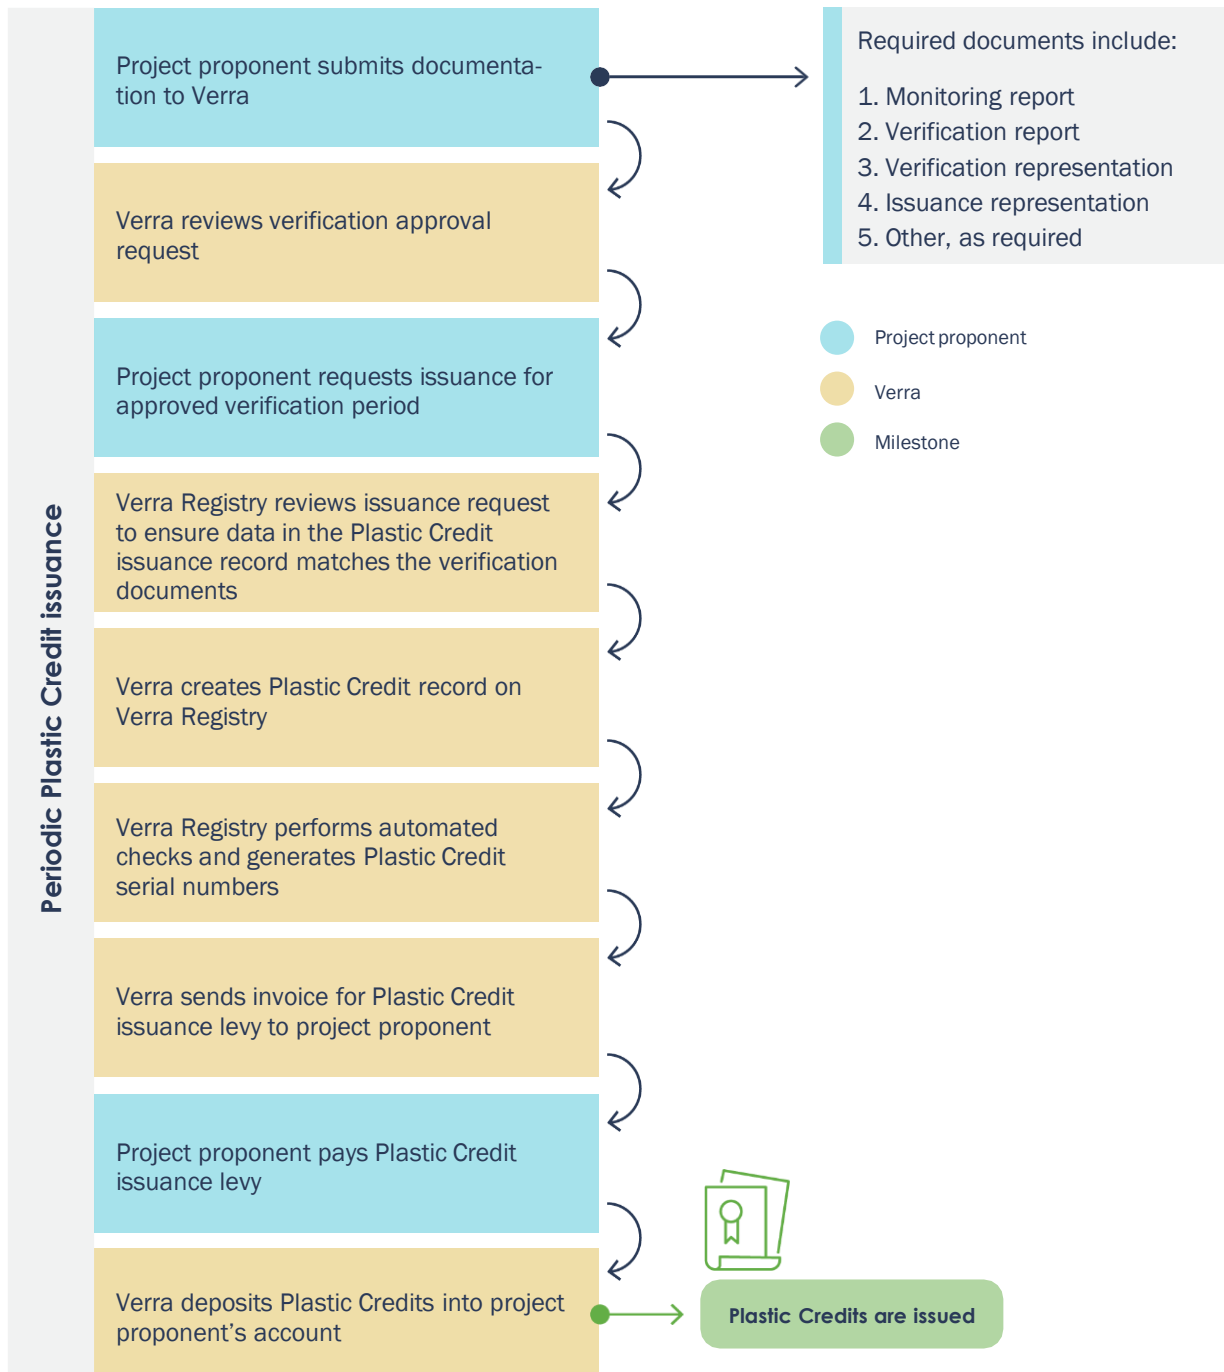 Periodic Plastic Credit issuance
Project proponent submits documenta-
tion to Verra
Required documents include:
1. Monitoring report
2. Verification report
3. Verification representation
4. Issuance representation
5. Other, as required
Verra reviews verification approval
request
Project proponent requests issuance for
approved verification period
Project proponent
Verra
Milestone
Verra Registry reviews issuance request
to ensure data in the Plastic Credit
issuance record matches the verification
documents
Verra creates Plastic Credit record on
Verra Registry
Verra Registry performs automated
checks and generates Plastic Credit
serial numbers
Verra sends invoice for Plastic Credit
issuance levy to project proponent
Project proponent pays Plastic Credit
issuance levy
Verra deposits Plastic Credits into project
proponent’s account
Plastic Credits are issued